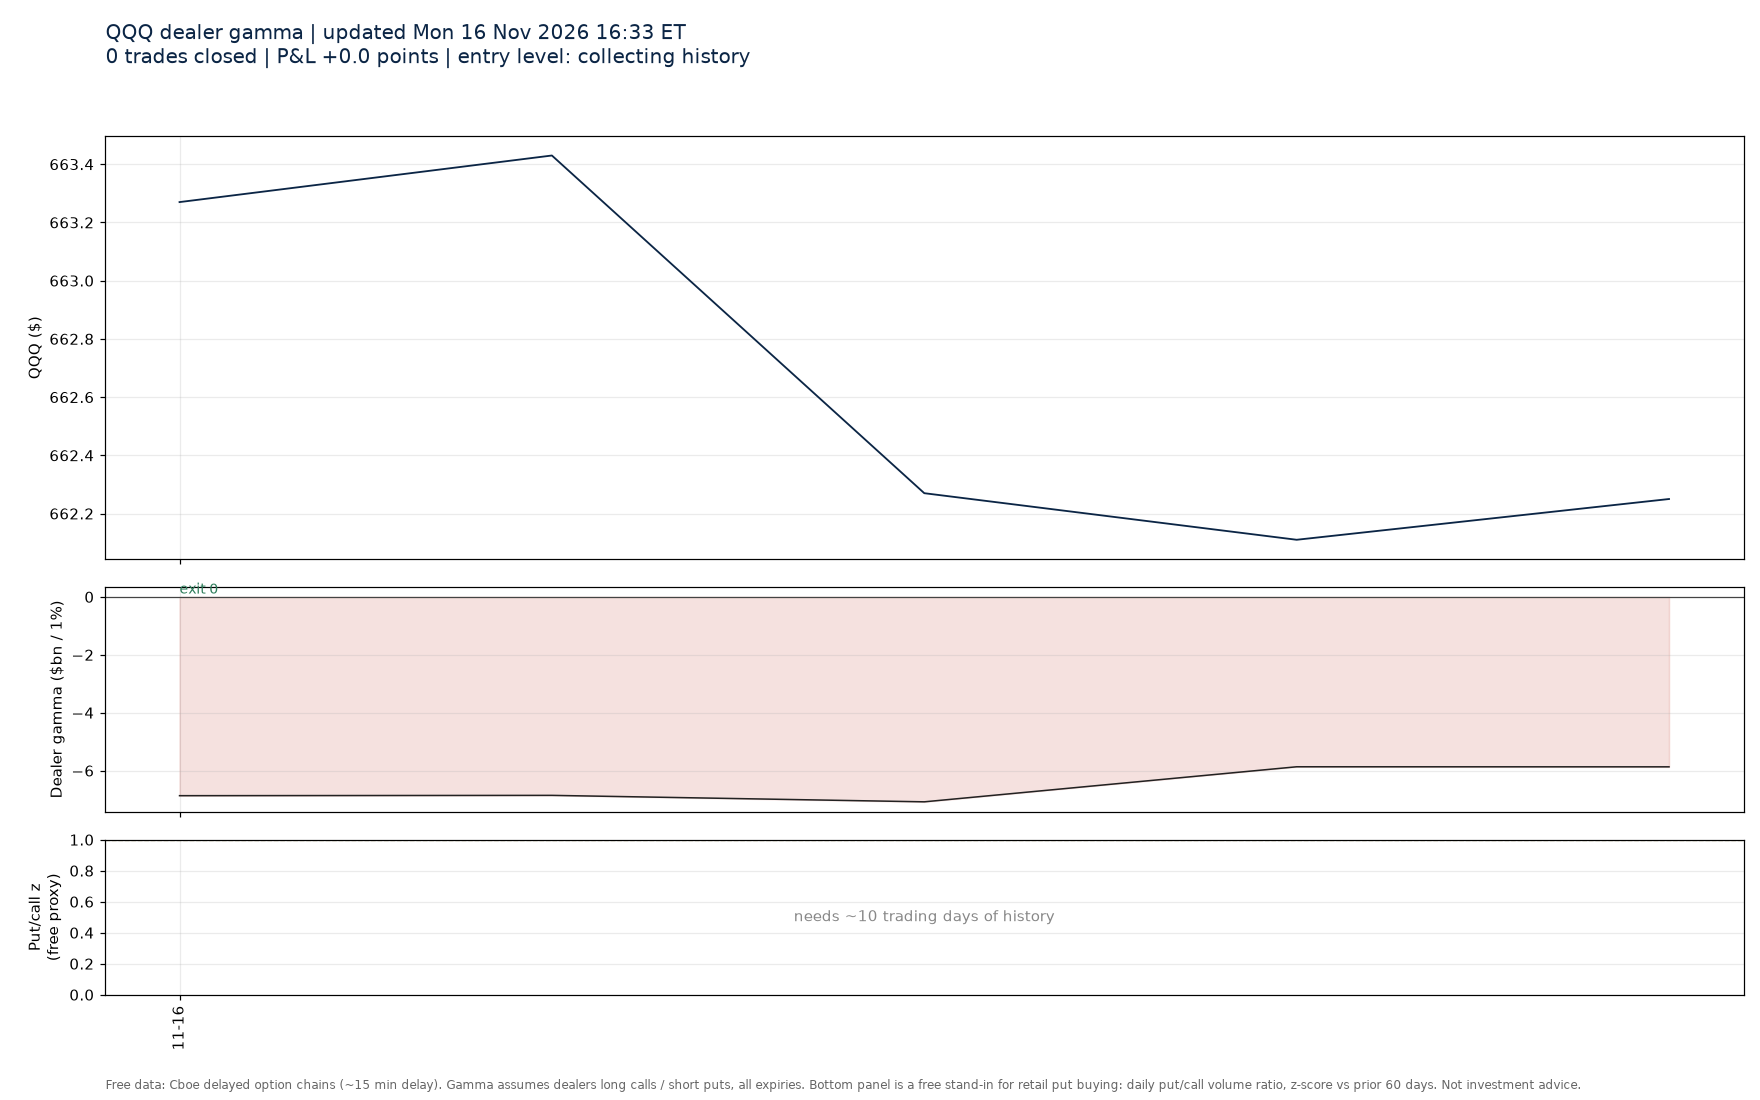 QQQ dealer gamma | updated Mon 16 Nov 2026 16:33 ET
0 trades closed | P&L +0.0 points | entry level: collecting history
QQQ ($)
663.4
663.2
663.0
662.8
662.6
662.4
662.2
Dealer gamma ($bn / 1%)
exit 0
0
−2
−4
−6
Put/call z
(free proxy)
1.0
0.8
0.6
0.4
0.2
0.0
needs ~10 trading days of history
11-16
Free data: Cboe delayed option chains (~15 min delay). Gamma assumes dealers long calls / short puts, all expiries. Bottom panel is a free stand-in for retail put buying: daily put/call volume ratio, z-score vs prior 60 days. Not investment advice.